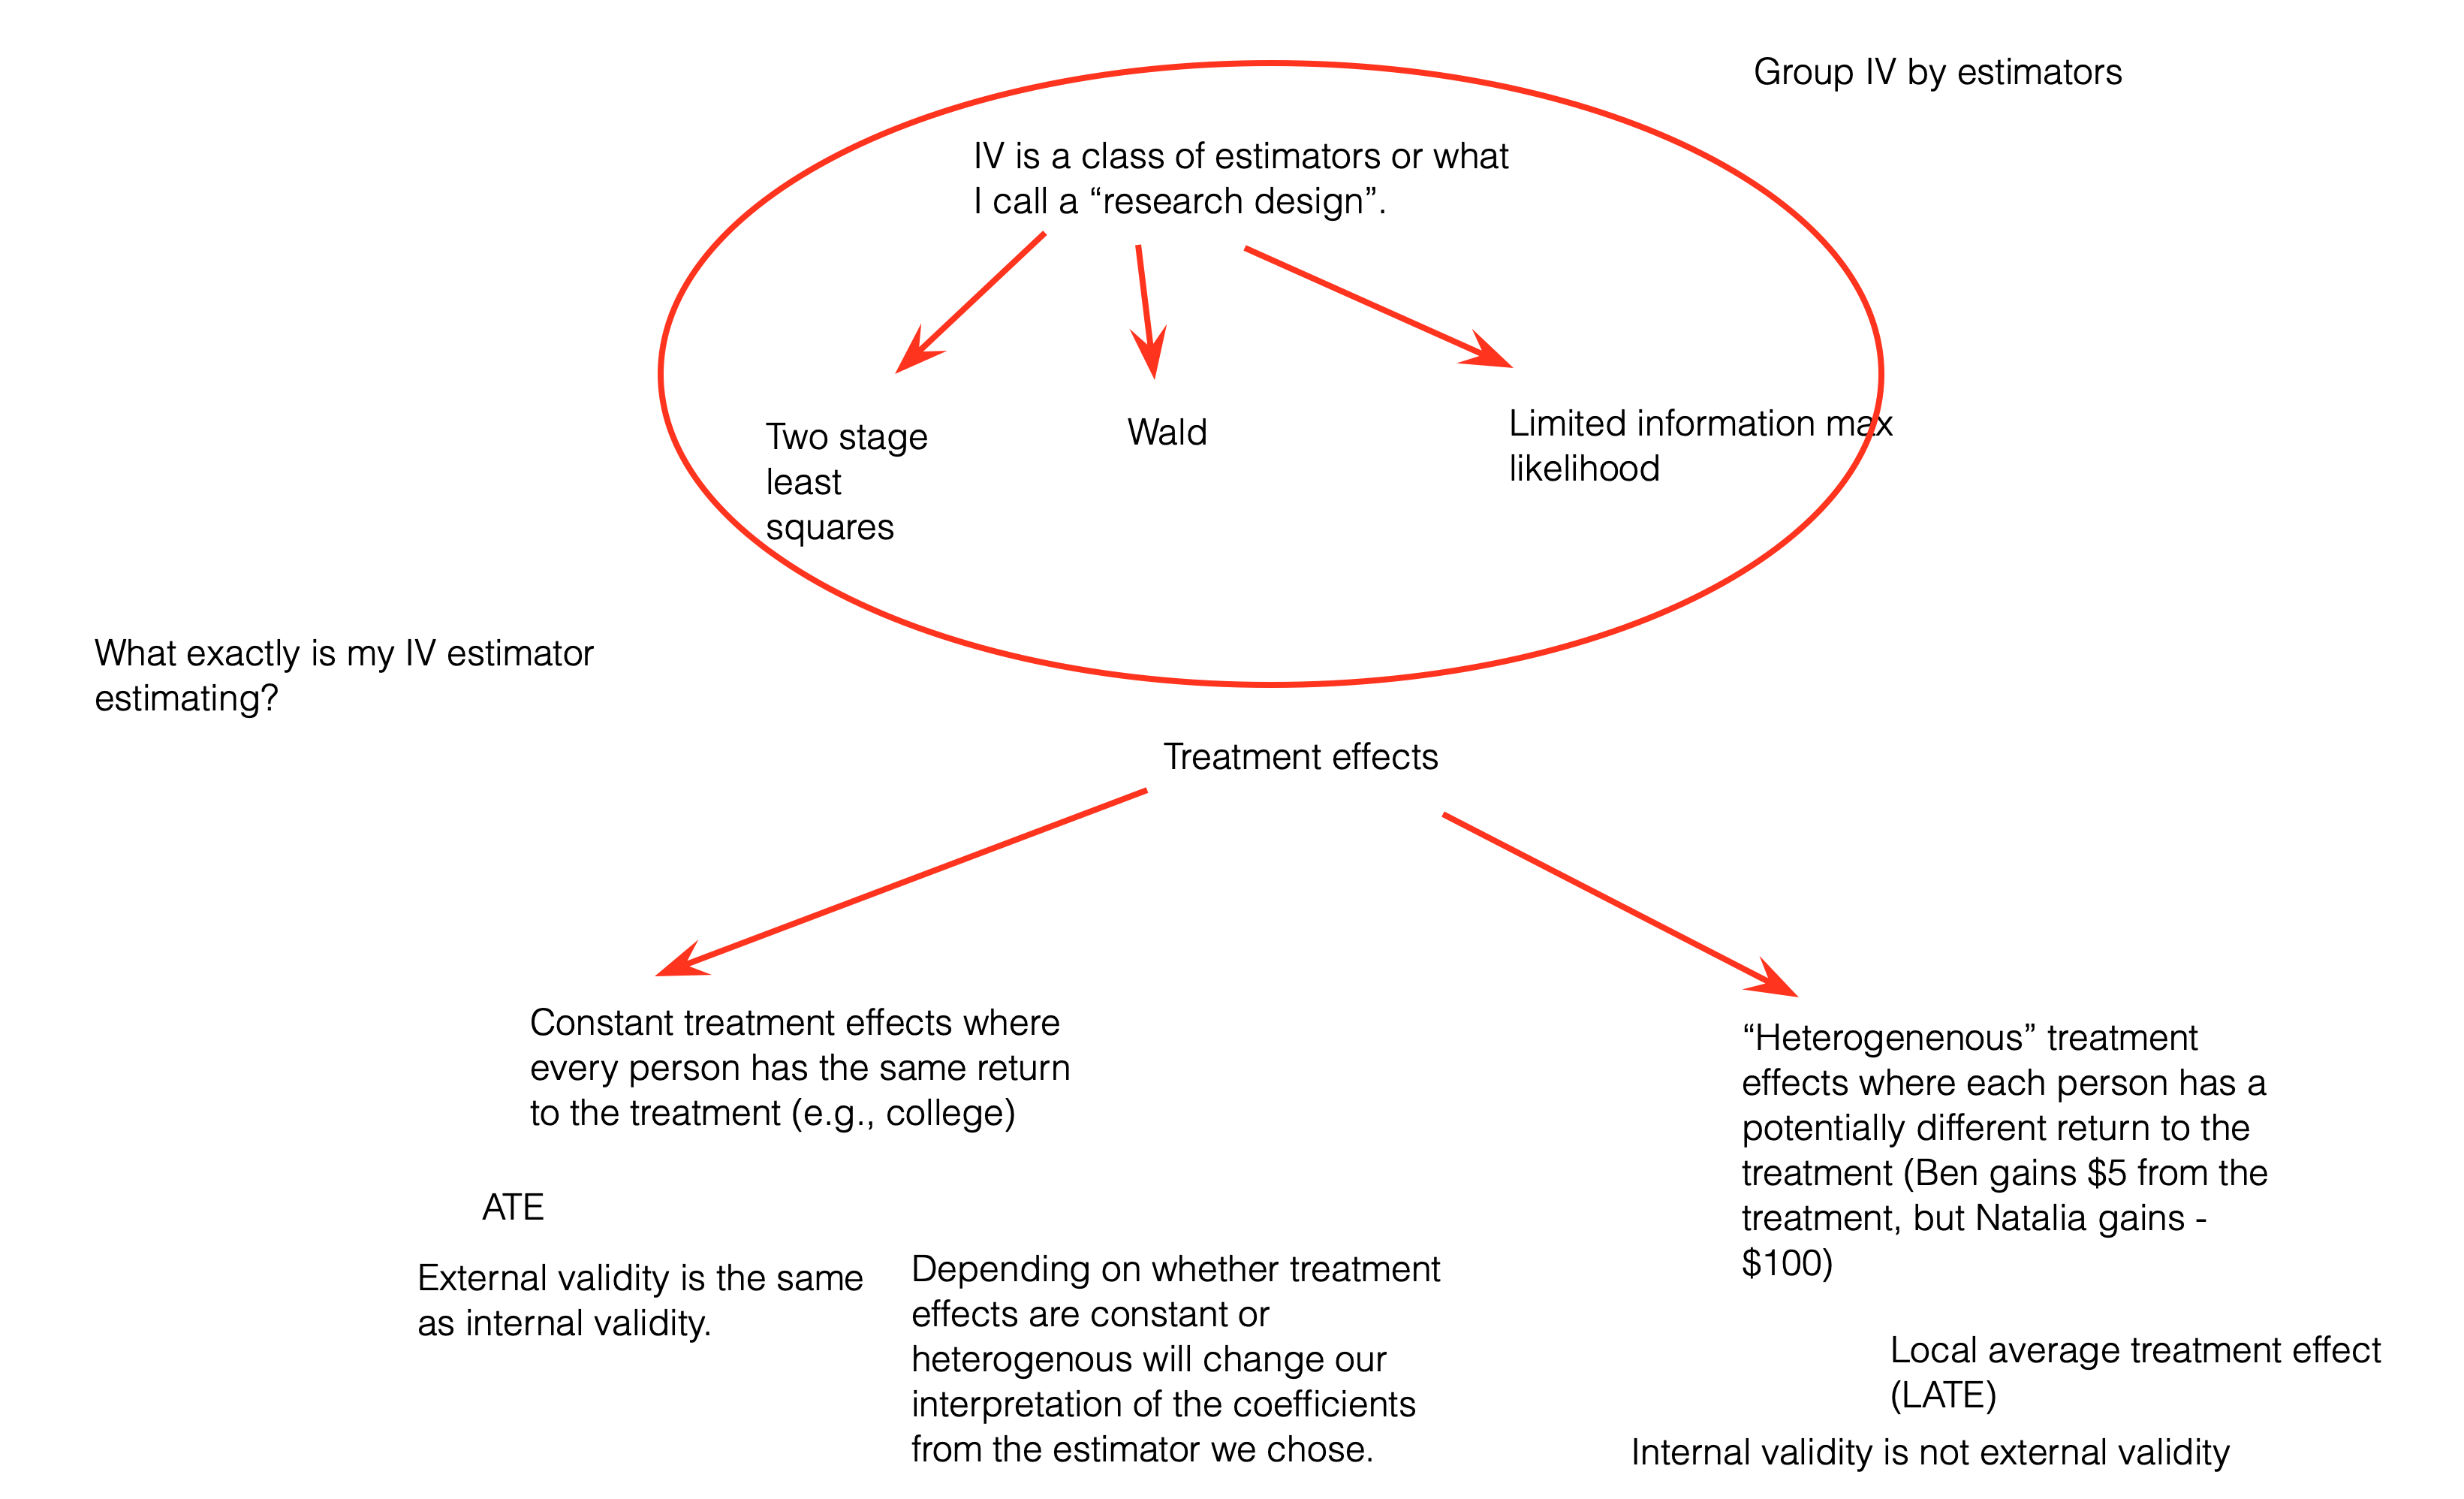 Group IV by estimators
IV is a class of estimators or what
I call a “research design”.
Two stage
least
squares
Wald
Limited information max
likelihood
What exactly is my IV estimator
estimating?
Treatment effects
Constant treatment effects where
every person has the same return
to the treatment (e.g., college)
ATE
External validity is the same
as internal validity.
Depending on whether treatment
effects are constant or
heterogenous will change our
interpretation of the coefficients
from the estimator we chose.
“Heterogenenous” treatment
effects where each person has a
potentially different return to the
treatment (Ben gains $5 from the
treatment, but Natalia gains -
$100)
Local average treatment effect
(LATE)
Internal validity is not external validity